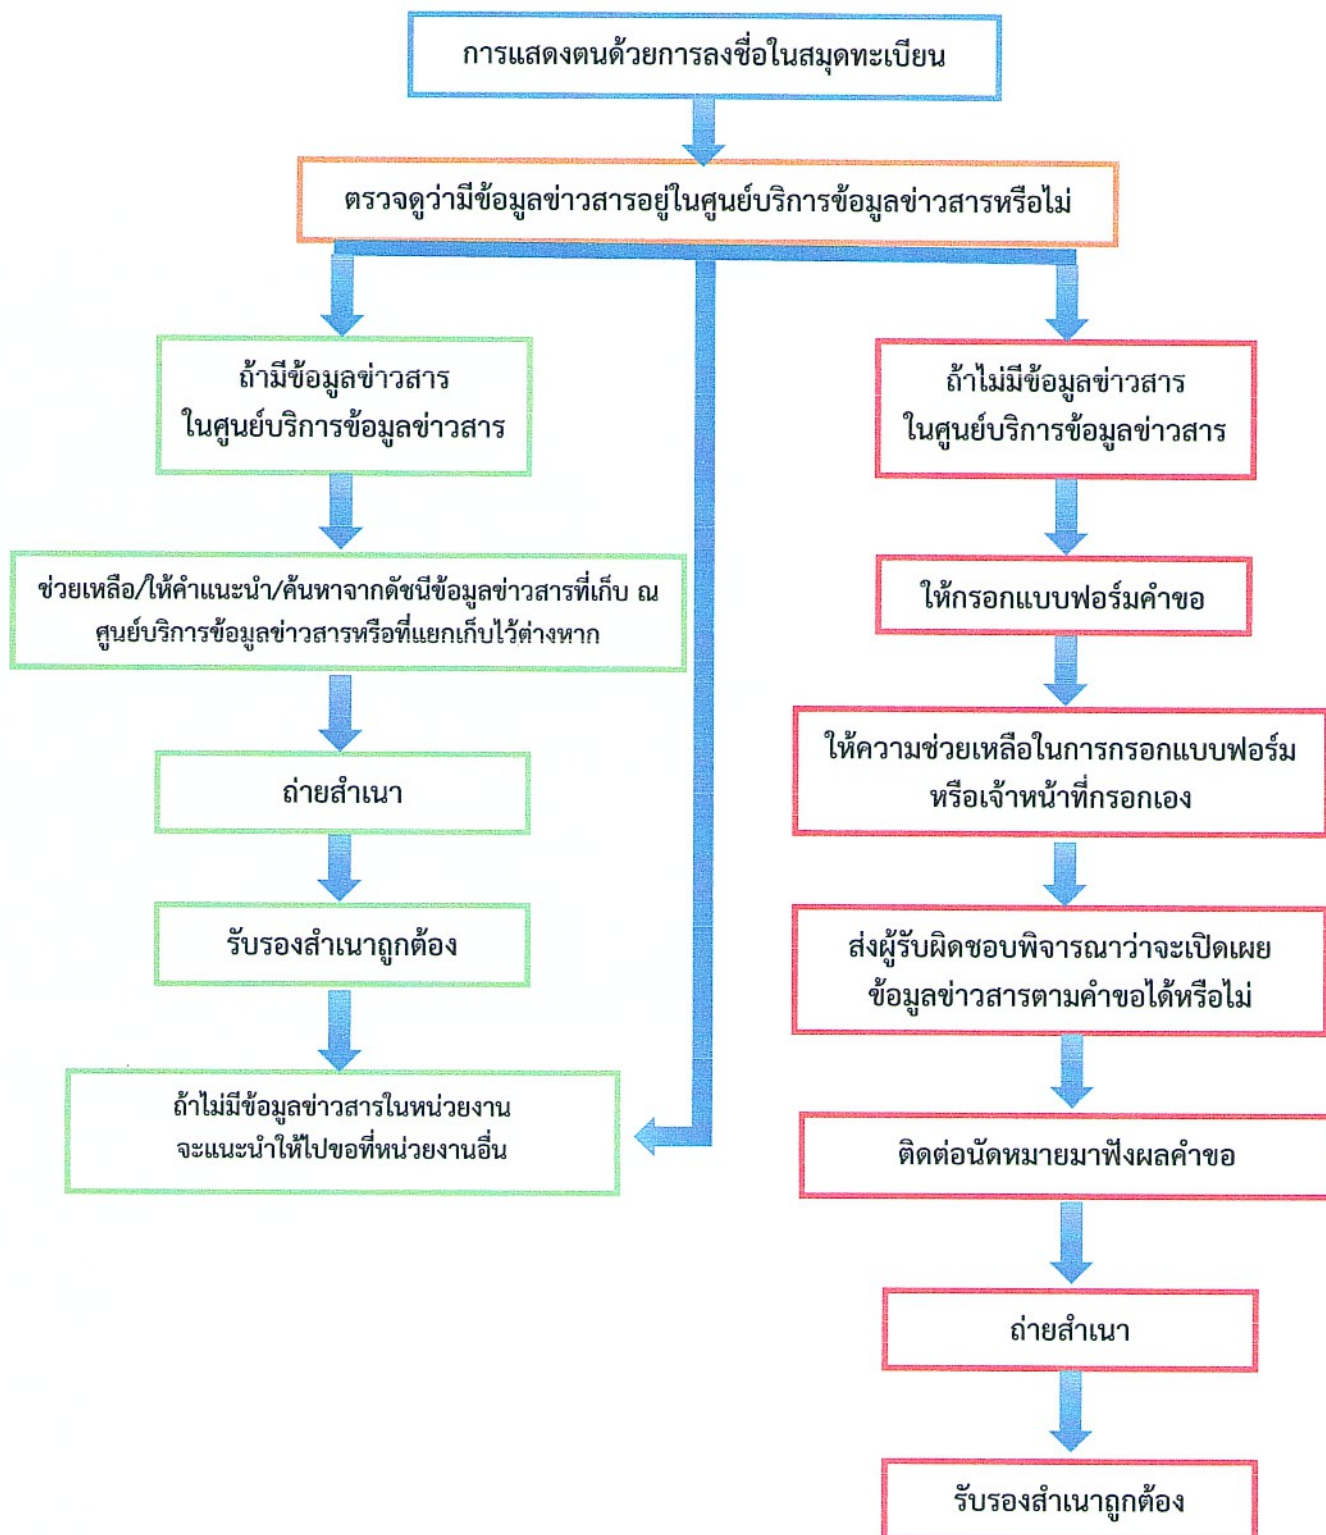 การแสดงตนด้วยการลงชื่อในสมุดทะเบียน
ตรวจดูว่ามีข้อมูลข่าวสารอยู่ในศูนย์บริการข้อมูลข่าวสารหรือไม่
ถ้ามีข้อมูลข่าวสาร
ในศูนย์บริการข้อมูลข่าวสาร
ช่วยเหลือ/ให้คำแนะนำ/ค้นหาจากดัชนีข้อมูลข่าวสารที่เก็บ ณ
ศูนย์บริการข้อมูลข่าวสารหรือที่แยกเก็บไว้ต่างหาก
ถ่ายสำเนา
รับรองสำเนาถูกต้อง
ถ้าไม่มีข้อมูลข่าวสารในหน่วยงาน
จะแนะนำให้ไปขอที่หน่วยงานอื่น
ถ้าไม่มีข้อมูลข่าวสาร
ในศูนย์บริการข้อมูลข่าวสาร
ให้กรอกแบบฟอร์มคำขอ
ให้ความช่วยเหลือในการกรอกแบบฟอร์ม
หรือเจ้าหน้าที่กรอกเอง
ส่งผู้รับผิดชอบพิจารณาว่าจะเปิดเผย
ข้อมูลข่าวสารตามคำขอได้หรือไม่
ติดต่อนัดหมายมาฟังผลคำขอ
ถ่ายสำเนา
รับรองสำเนาถูกต้อง